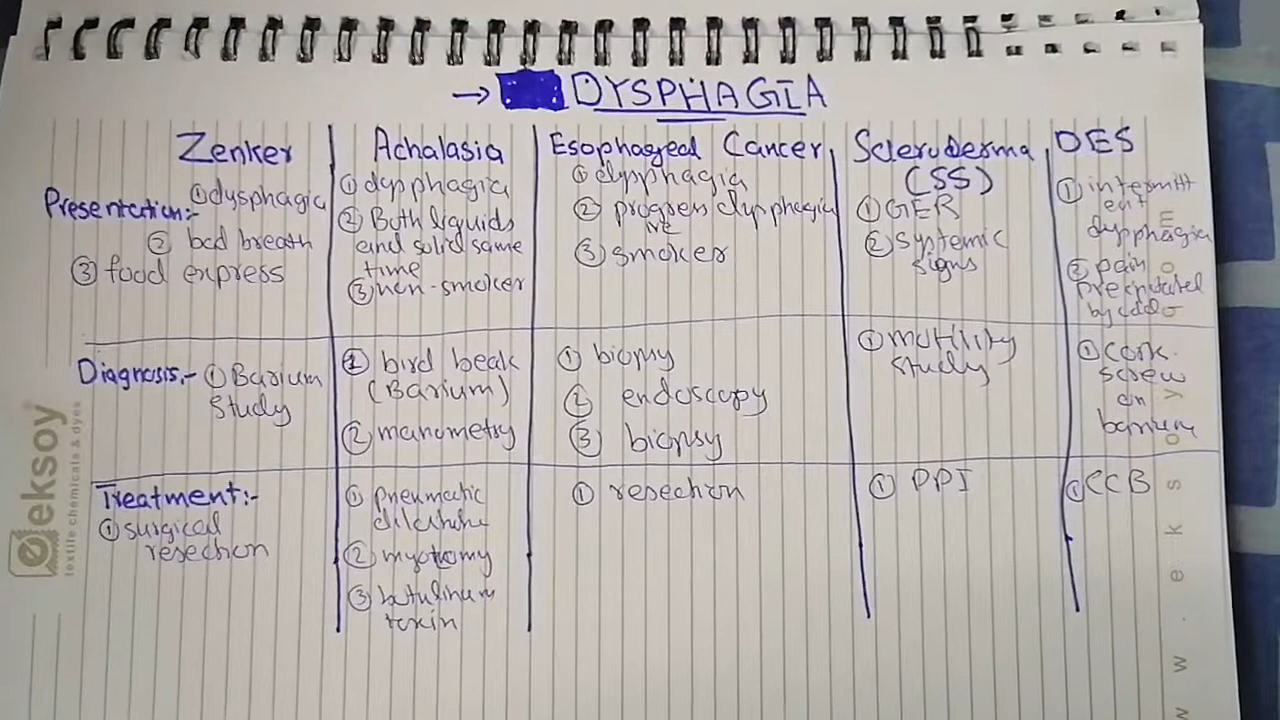 → DYSPHAGIA
Zenker
Presentation:- ① dysphagia
② bad breath
③ food express
Diagnosis:- ① Barium
study
Treatment:-
① surgical
resection
Achalasia
① dysphagia
② Both liquids
and solid same
time
③ non-smoker
① bird beak
(Barium)
② manometry
① pneumatic
② myotomy
③ botulinum
toxin
Esophageal Cancer
① dysphagia
② progress dysphagia
ive
③ smoker
① biopsy
② endoscopy
③ biopsy
① resection
Scleroderma
(SS)
① GER
② systemic
signs
① motility
study
① PPI
DES
① intermitt
ent
dysphagia
② pain
by cold
① cork
screw
on
barium
① CCB
eksoy
textile chemicals & dyes
w w . e k s o y o m